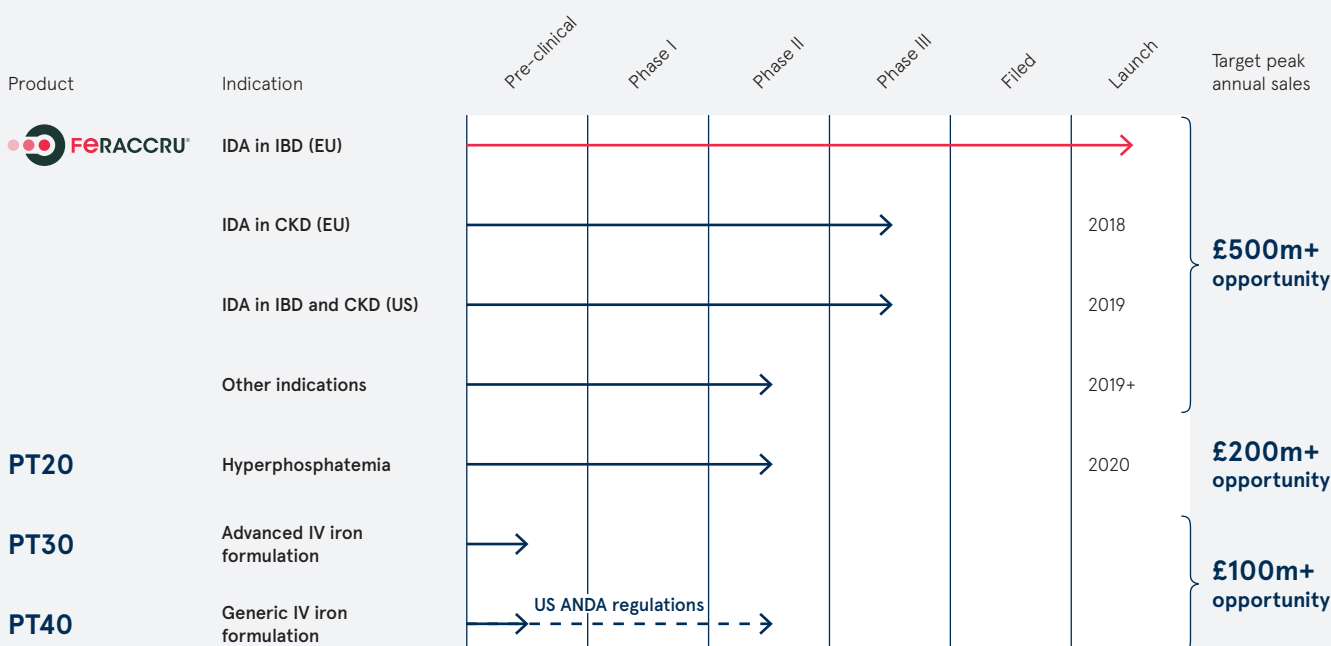 Pre-clinical
Phase I
Phase II
Phase III
Filed
Launch
Product
Indication
Target peak
annual sales
FeRACCRU®
IDA in IBD (EU)
IDA in CKD (EU)
2018
£500m+
opportunity
IDA in IBD and CKD (US)
2019
Other indications
2019+
PT20
Hyperphosphatemia
2020
£200m+
opportunity
PT30
Advanced IV iron
formulation
£100m+
opportunity
PT40
Generic IV iron
formulation
US ANDA regulations